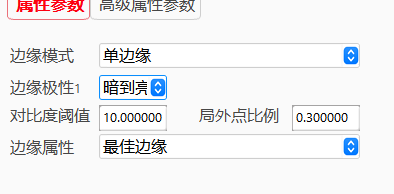 属性参数 高级属性参数
边缘模式 单边缘
边缘极性1 暗到亮
对比度阈值 10.000000 局外点比例 0.300000
边缘属性 最佳边缘